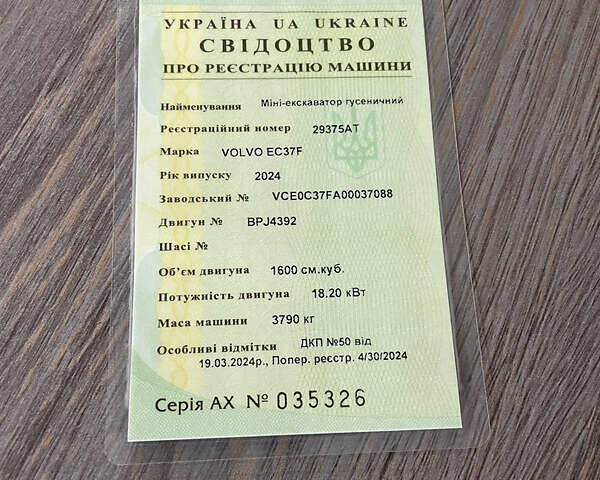 УКРАЇНА UA UKRAINE
СВІДОЦТВО
ПРО РЕЄСТРАЦІЮ МАШИНИ
Найменування Міні-екскаватор гусеничний
Реєстраційний номер 29375АТ
Марка VOLVO EC37F
Рік випуску 2024
Заводський № VCE0C37FA00037088
Двигун № BPJ4392
Шасі №
Об'єм двигуна 1600 см.куб.
Потужність двигуна 18.20 кВт
Маса машини 3790 кг
Особливі відмітки ДКП №50 від
19.03.2024р., Попер. реєстр. 4/30/2024
Серія АХ № 035326